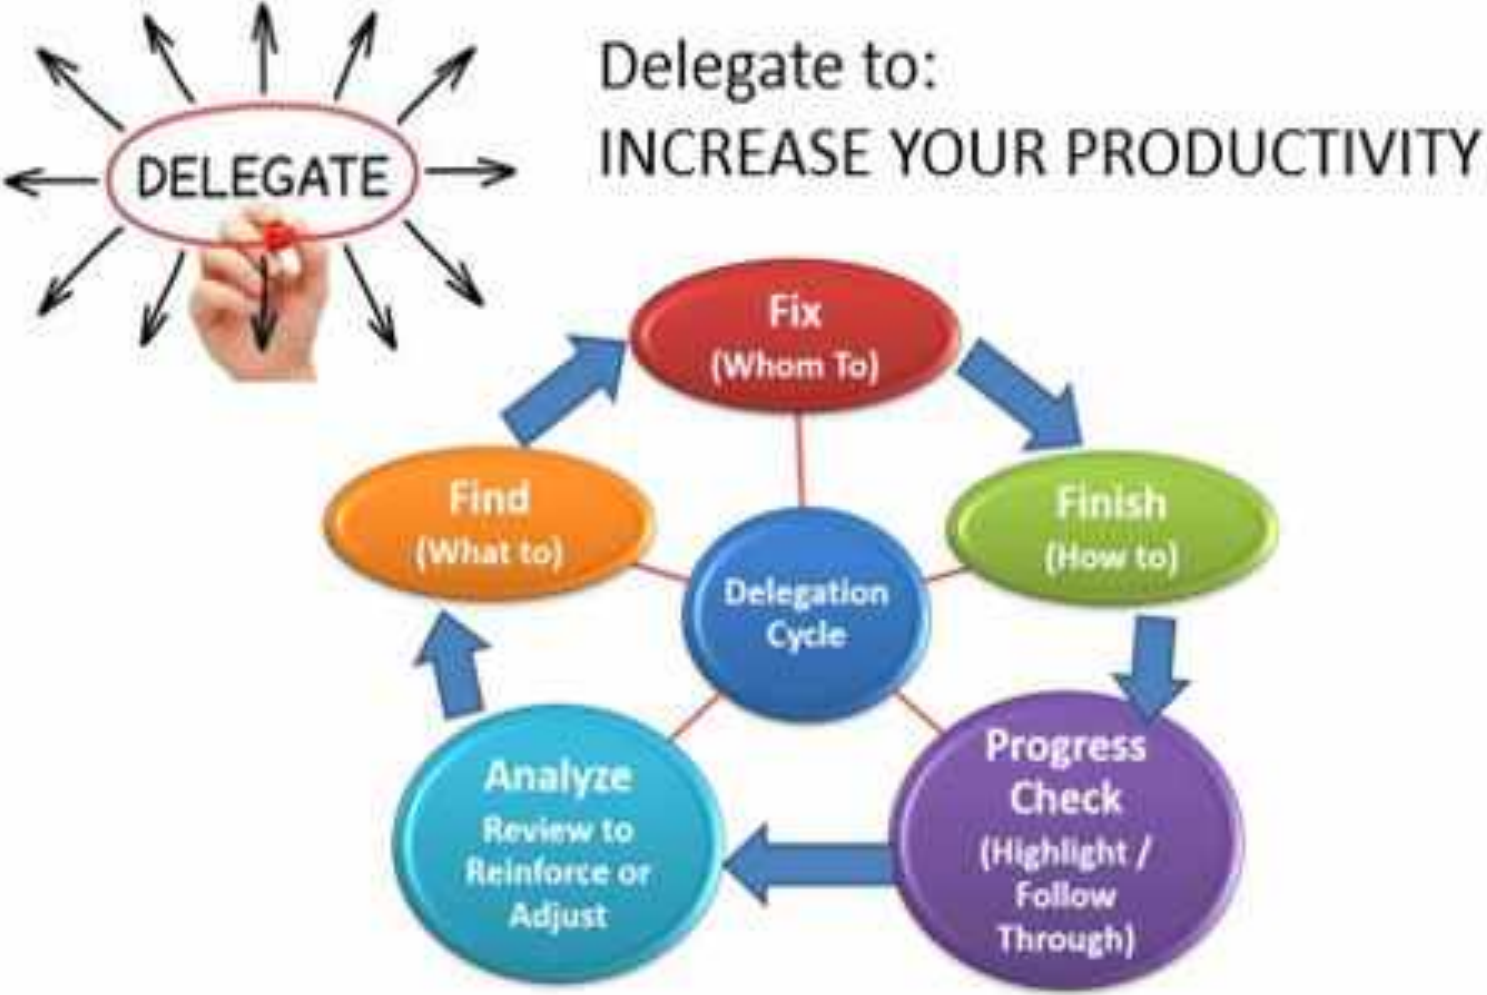 DELEGATE
Delegate to:
INCREASE YOUR PRODUCTIVITY
Fix
(Whom To)
Finish
(How to)
Progress
Check
(Highlight /
Follow
Through)
Analyze
Review to
Reinforce or
Adjust
Find
(What to)
Delegation
Cycle